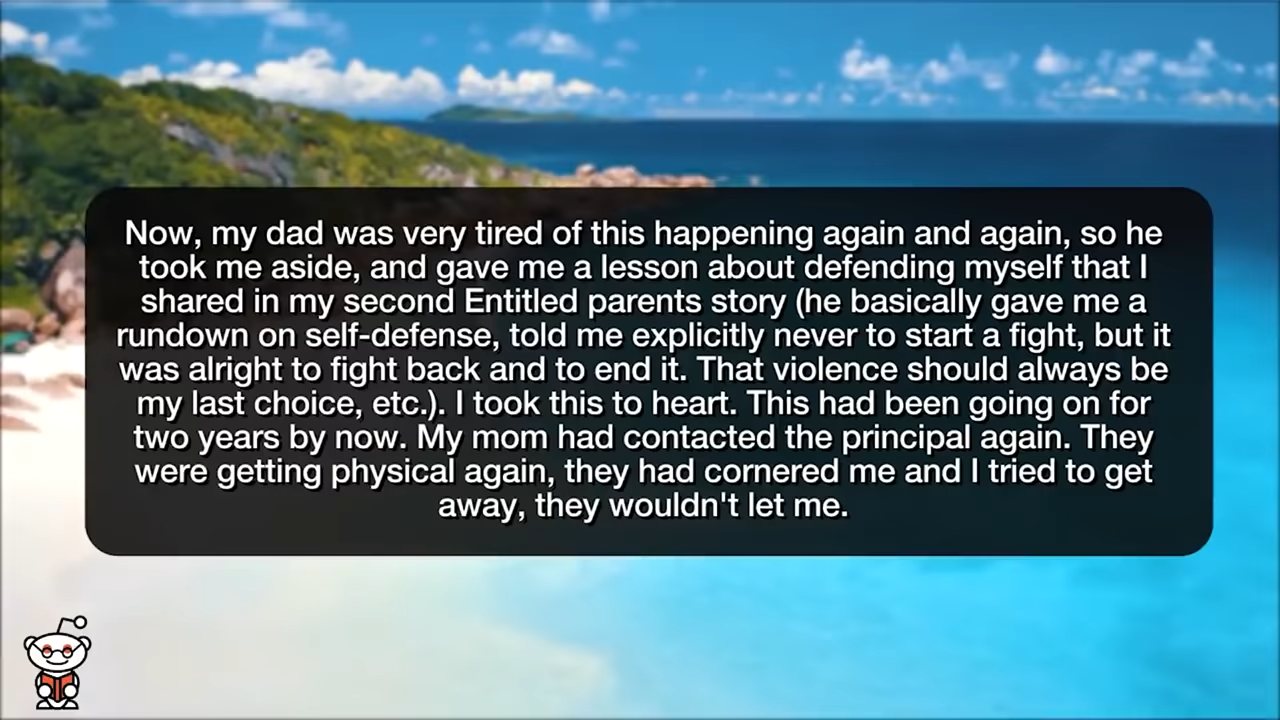 Now, my dad was very tired of this happening again and again, so he
took me aside, and gave me a lesson about defending myself that I
shared in my second Entitled parents story (he basically gave me a
rundown on self-defense, told me explicitly never to start a fight, but it
was alright to fight back and to end it. That violence should always be
my last choice, etc.). I took this to heart. This had been going on for
two years by now. My mom had contacted the principal again. They
were getting physical again, they had cornered me and I tried to get
away, they wouldn't let me.